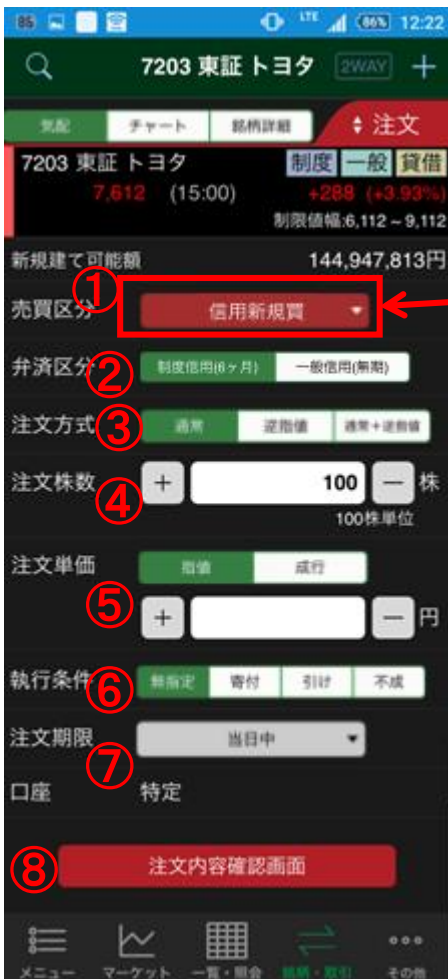 85 LTE 86% 12:22
7203 東証 トヨタ 2WAY +
気配 チャート 銘柄詳細 注文
7203 東証 トヨタ 制度 一般 貸借
7,612 (15:00) +288 (+3.93%)
制限値幅:6,112 ~ 9,112
新規建て可能額 144,947,813円
① 売買区分 信用新規買
② 弁済区分 制度信用(6ヶ月) 一般信用(無期)
③ 注文方式 通常 逆指値 通常+逆指値
④ 注文株数 + 100 − 株
100株単位
注文単価 指値 成行
⑤ + − 円
⑥ 執行条件 無指定 寄付 引け 不成
⑦ 注文期限 当日中
口座 特定
⑧ 注文内容確認画面
メニュー マーケット 一覧・照会 銘柄・取引 その他